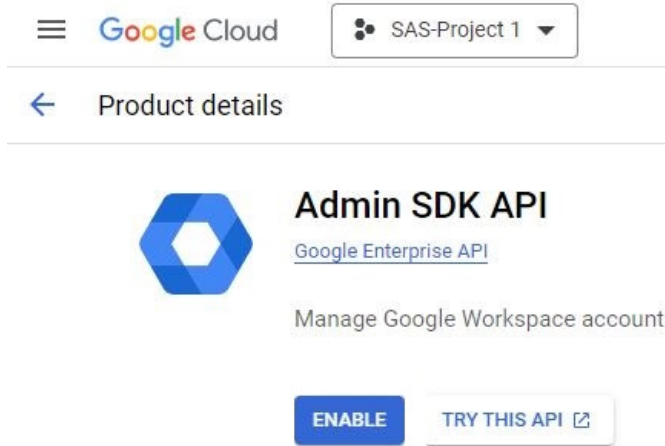 Google Cloud
SAS-Project 1
Product details
Admin SDK API
Google Enterprise API
Manage Google Workspace account
ENABLE
TRY THIS API